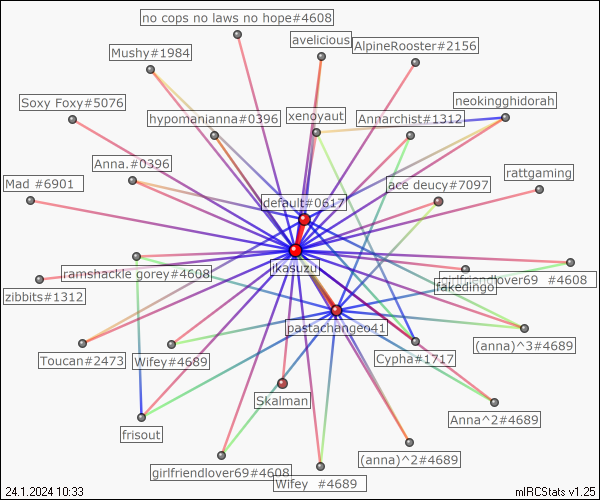 no cops no laws no hope#4608
avelicious
AlpineRooster#2156
Mushy#1984
Soxy Foxy#5076
neokingghidorah
hypomanianna#0396
xenoyaut
Annarchist#1312
Anna.#0396
rattgaming
Mad #6901
ace deucy#7097
default#0617
ikasuzu
ramshackle gorey#4608
girlfriendlover69 #4608
fakedingo
zibbits#1312
pastachangeo41
(anna)^3#4689
Toucan#2473
Wifey#4689
Cypha#1717
Skalman
Anna^2#4689
frisout
(anna)^2#4689
girlfriendlover69#4608
Wifey #4689
24.1.2024 10:33
mIRCStats v1.25